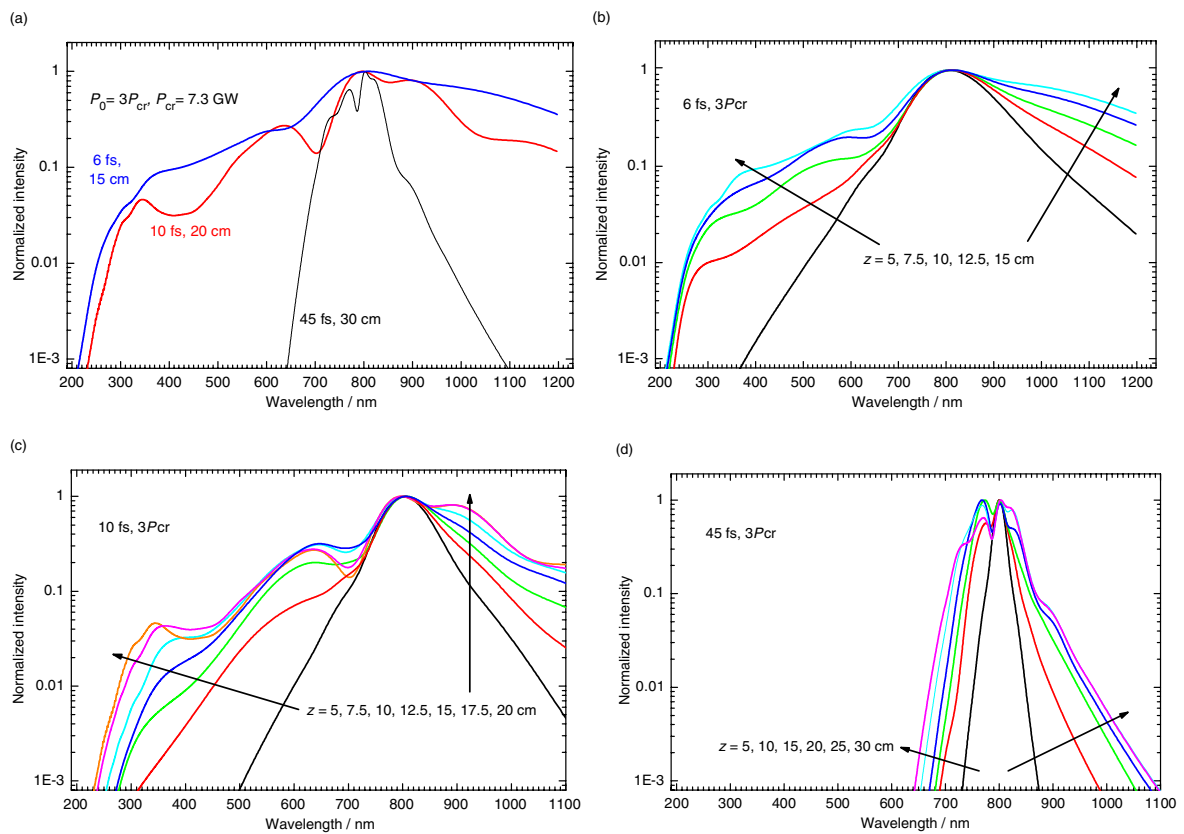 (a)
1
0.1
0.01
1E-3
Normalized intensity
P0 = 3Pcr, Pcr = 7.3 GW
6 fs,
15 cm
10 fs, 20 cm
45 fs, 30 cm
200 300 400 500 600 700 800 900 1000 1100 1200
Wavelength / nm
(b)
1
0.1
0.01
1E-3
Normalized intensity
6 fs, 3Pcr
z = 5, 7.5, 10, 12.5, 15 cm
200 300 400 500 600 700 800 900 1000 1100 1200
Wavelength / nm
(c)
1
0.1
0.01
1E-3
Normalized intensity
10 fs, 3Pcr
z = 5, 7.5, 10, 12.5, 15, 17.5, 20 cm
200 300 400 500 600 700 800 900 1000 1100
Wavelength / nm
(d)
1
0.1
0.01
1E-3
Normalized intensity
45 fs, 3Pcr
z = 5, 10, 15, 20, 25, 30 cm
200 300 400 500 600 700 800 900 1000 1100
Wavelength / nm